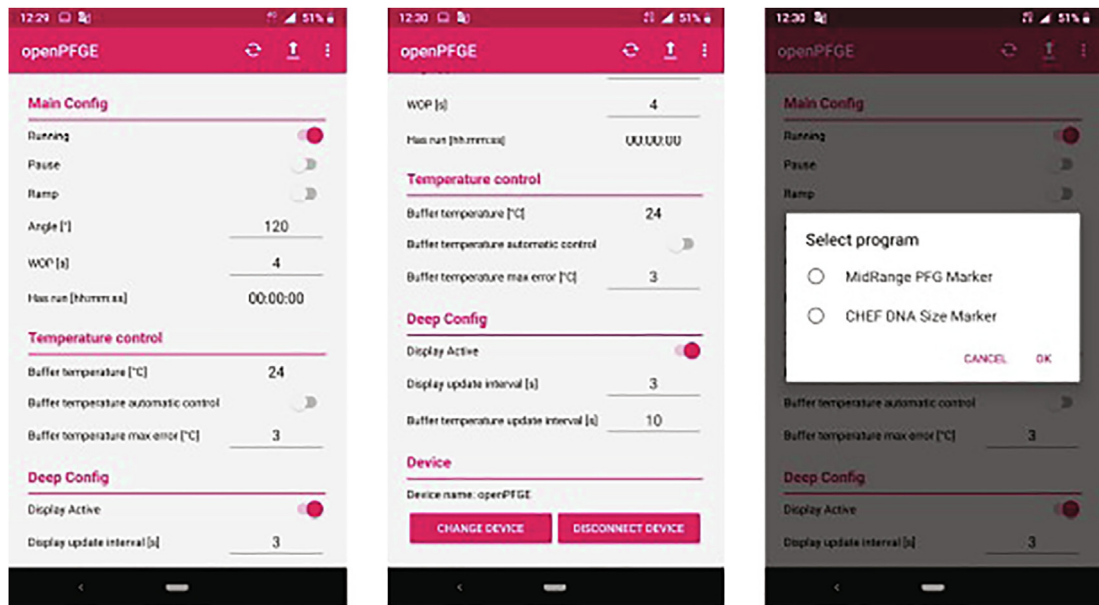 12:29
51%
openPFGE
Main Config
Running
Pause
Ramp
Angle [°] 120
WOP [s] 4
Has run [hh:mm:ss] 00:00:00
Temperature control
Buffer temperature [°C] 24
Buffer temperature automatic control
Buffer temperature max error [°C] 3
Deep Config
Display Active
Display update interval [s] 3
12:30
51%
openPFGE
WOP [s] 4
Has run [hh:mm:ss] 00:00:00
Temperature control
Buffer temperature [°C] 24
Buffer temperature automatic control
Buffer temperature max error [°C] 3
Deep Config
Display Active
Display update interval [s] 3
Buffer temperature update interval [s] 10
Device
Device name: openPFGE
CHANGE DEVICE DISCONNECT DEVICE
12:30
51%
openPFGE
Main Config
Running
Pause
Ramp
Select program
MidRange PFG Marker
CHEF DNA Size Marker
CANCEL OK
Buffer temperature automatic control
Buffer temperature max error [°C] 3
Deep Config
Display Active
Display update interval [s] 3